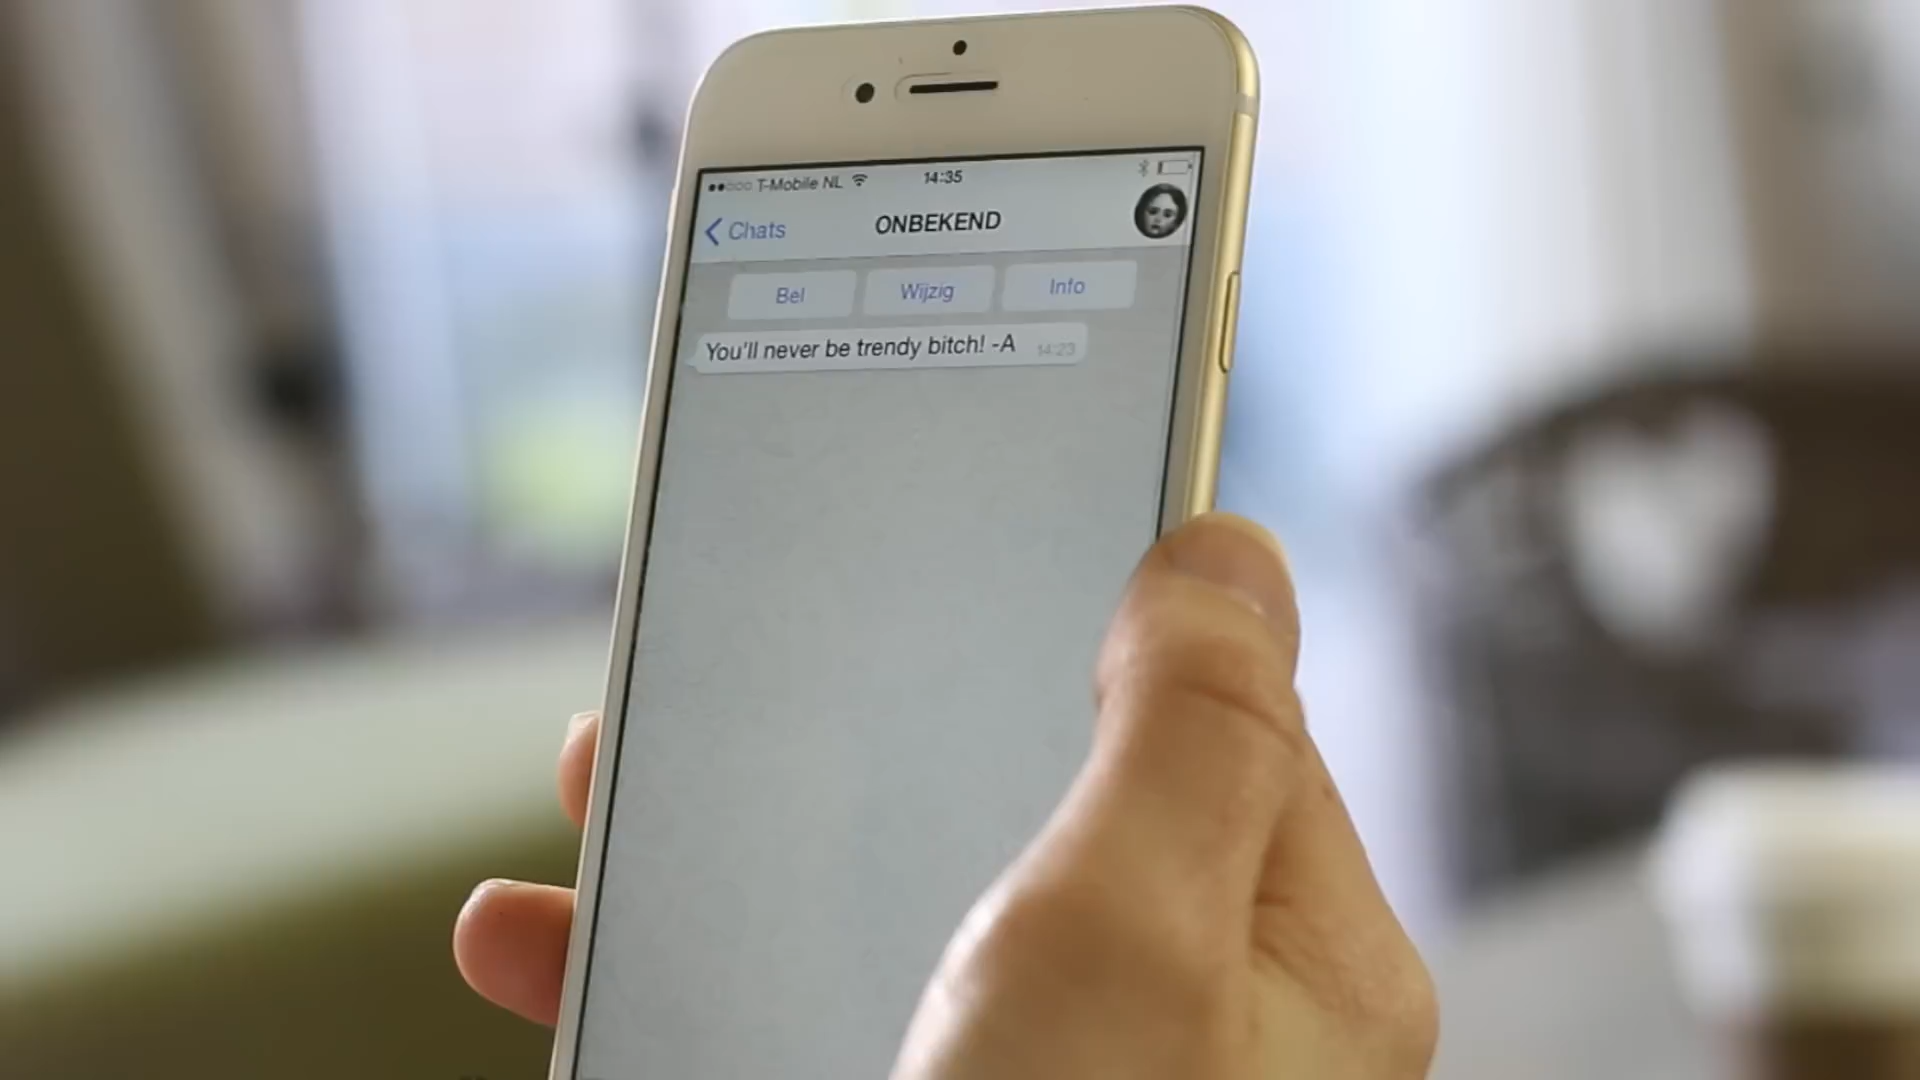 T-Mobile NL 14:35
Chats ONBEKEND
Bel Wijzig Info
You'll never be trendy bitch! -A 14:23